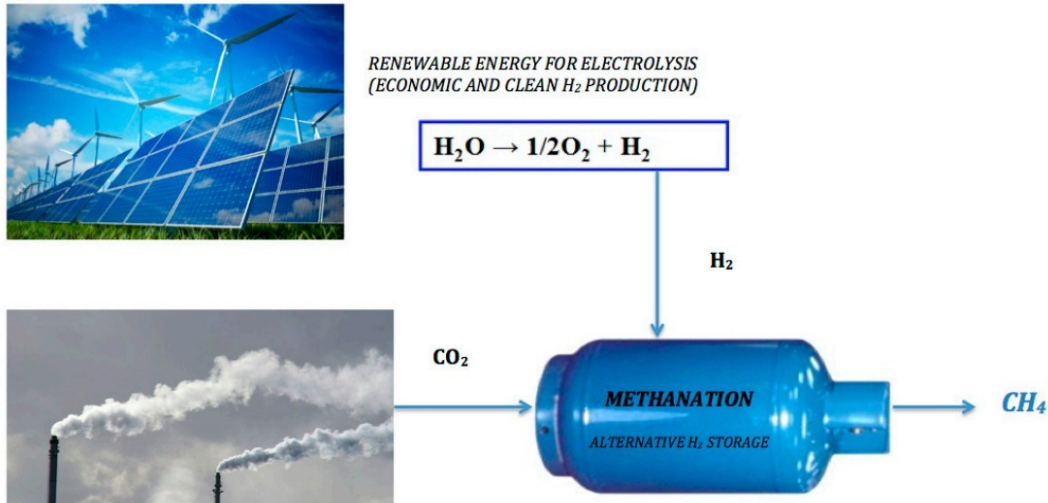 RENEWABLE ENERGY FOR ELECTROLYSIS
(ECONOMIC AND CLEAN H₂ PRODUCTION)
H₂O → 1/2O₂ + H₂
H₂
CO₂
METHANATION
CH₄
ALTERNATIVE H₂ STORAGE